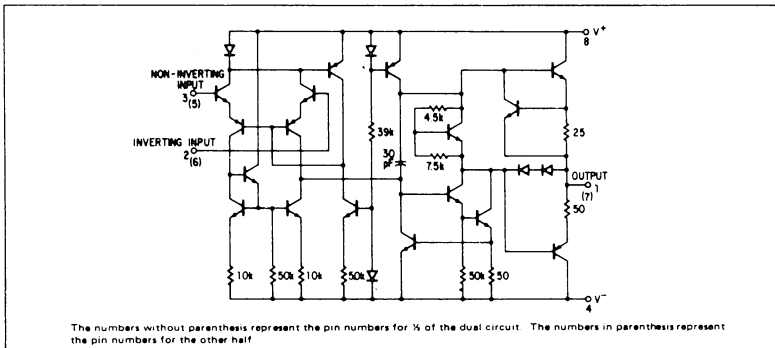 V+
8
NON-INVERTING
INPUT
3
(5)
INVERTING INPUT
2
(6)
39k
4.5k
30
pF
7.5k
25
OUTPUT
1
(7)
50
10k
50k
10k
50k
50k
50
V-
4
The numbers without parenthesis represent the pin numbers for ½ of the dual circuit. The numbers in parenthesis represent
the pin numbers for the other half